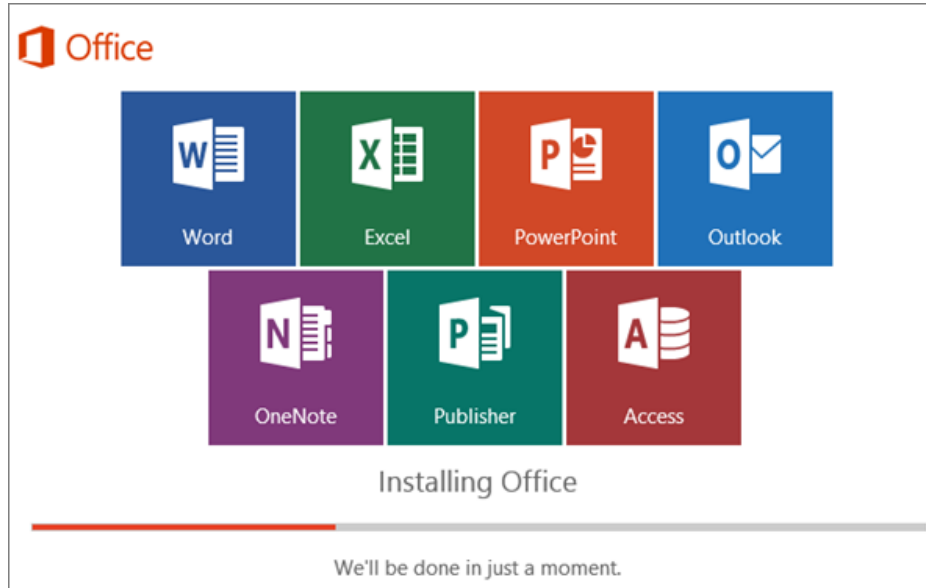 Office
W
X
P
O
Word
Excel
PowerPoint
Outlook
N
P
A
OneNote
Publisher
Access
Installing Office
We'll be done in just a moment.